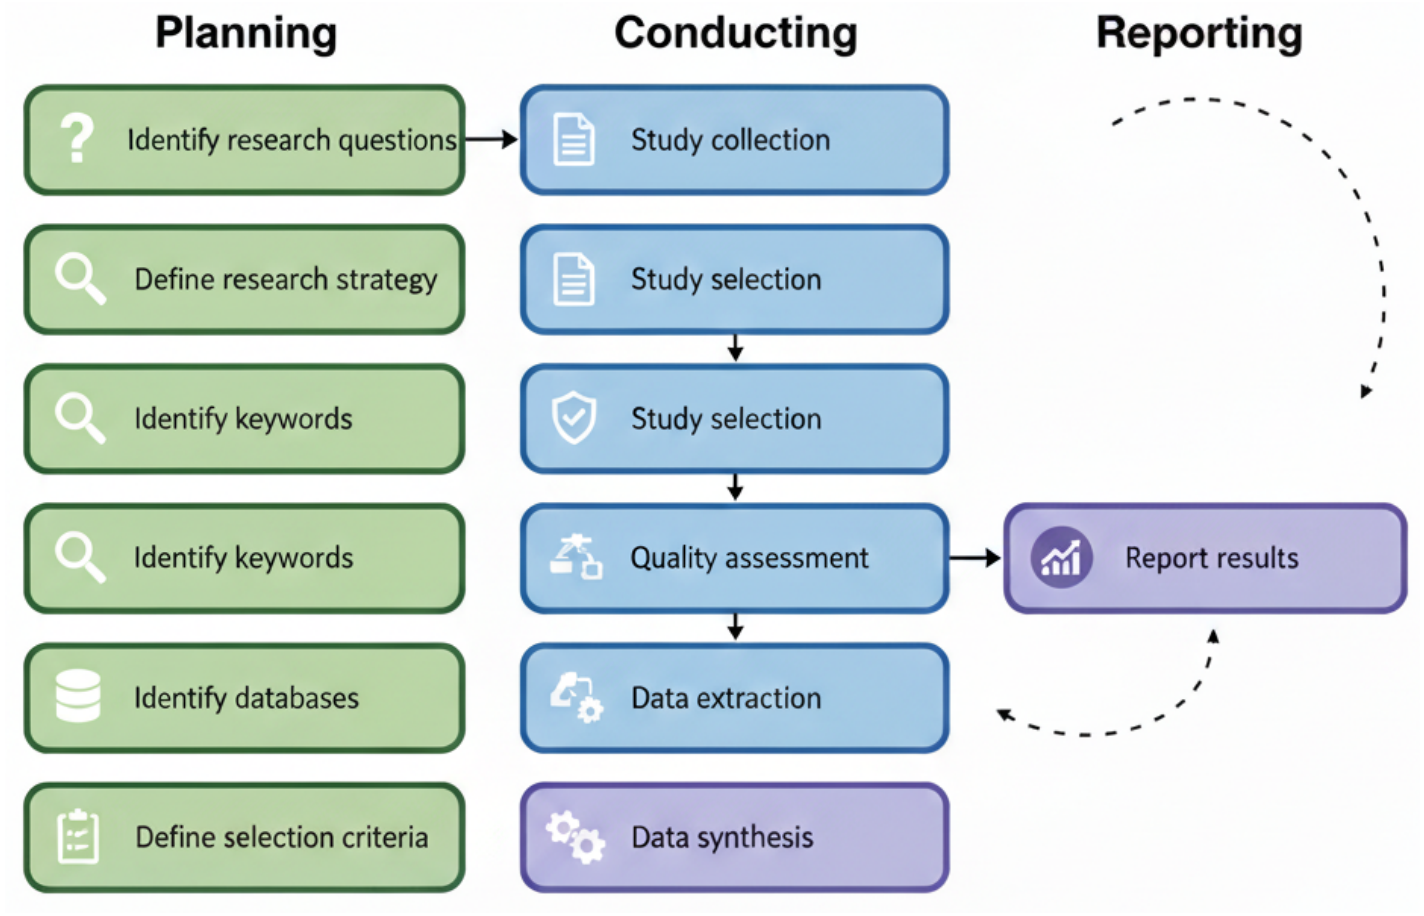 Planning
Identify research questions
Define research strategy
Identify keywords
Identify keywords
Identify databases
Define selection criteria
Conducting
Study collection
Study selection
Study selection
Quality assessment
Data extraction
Data synthesis
Reporting
Report results